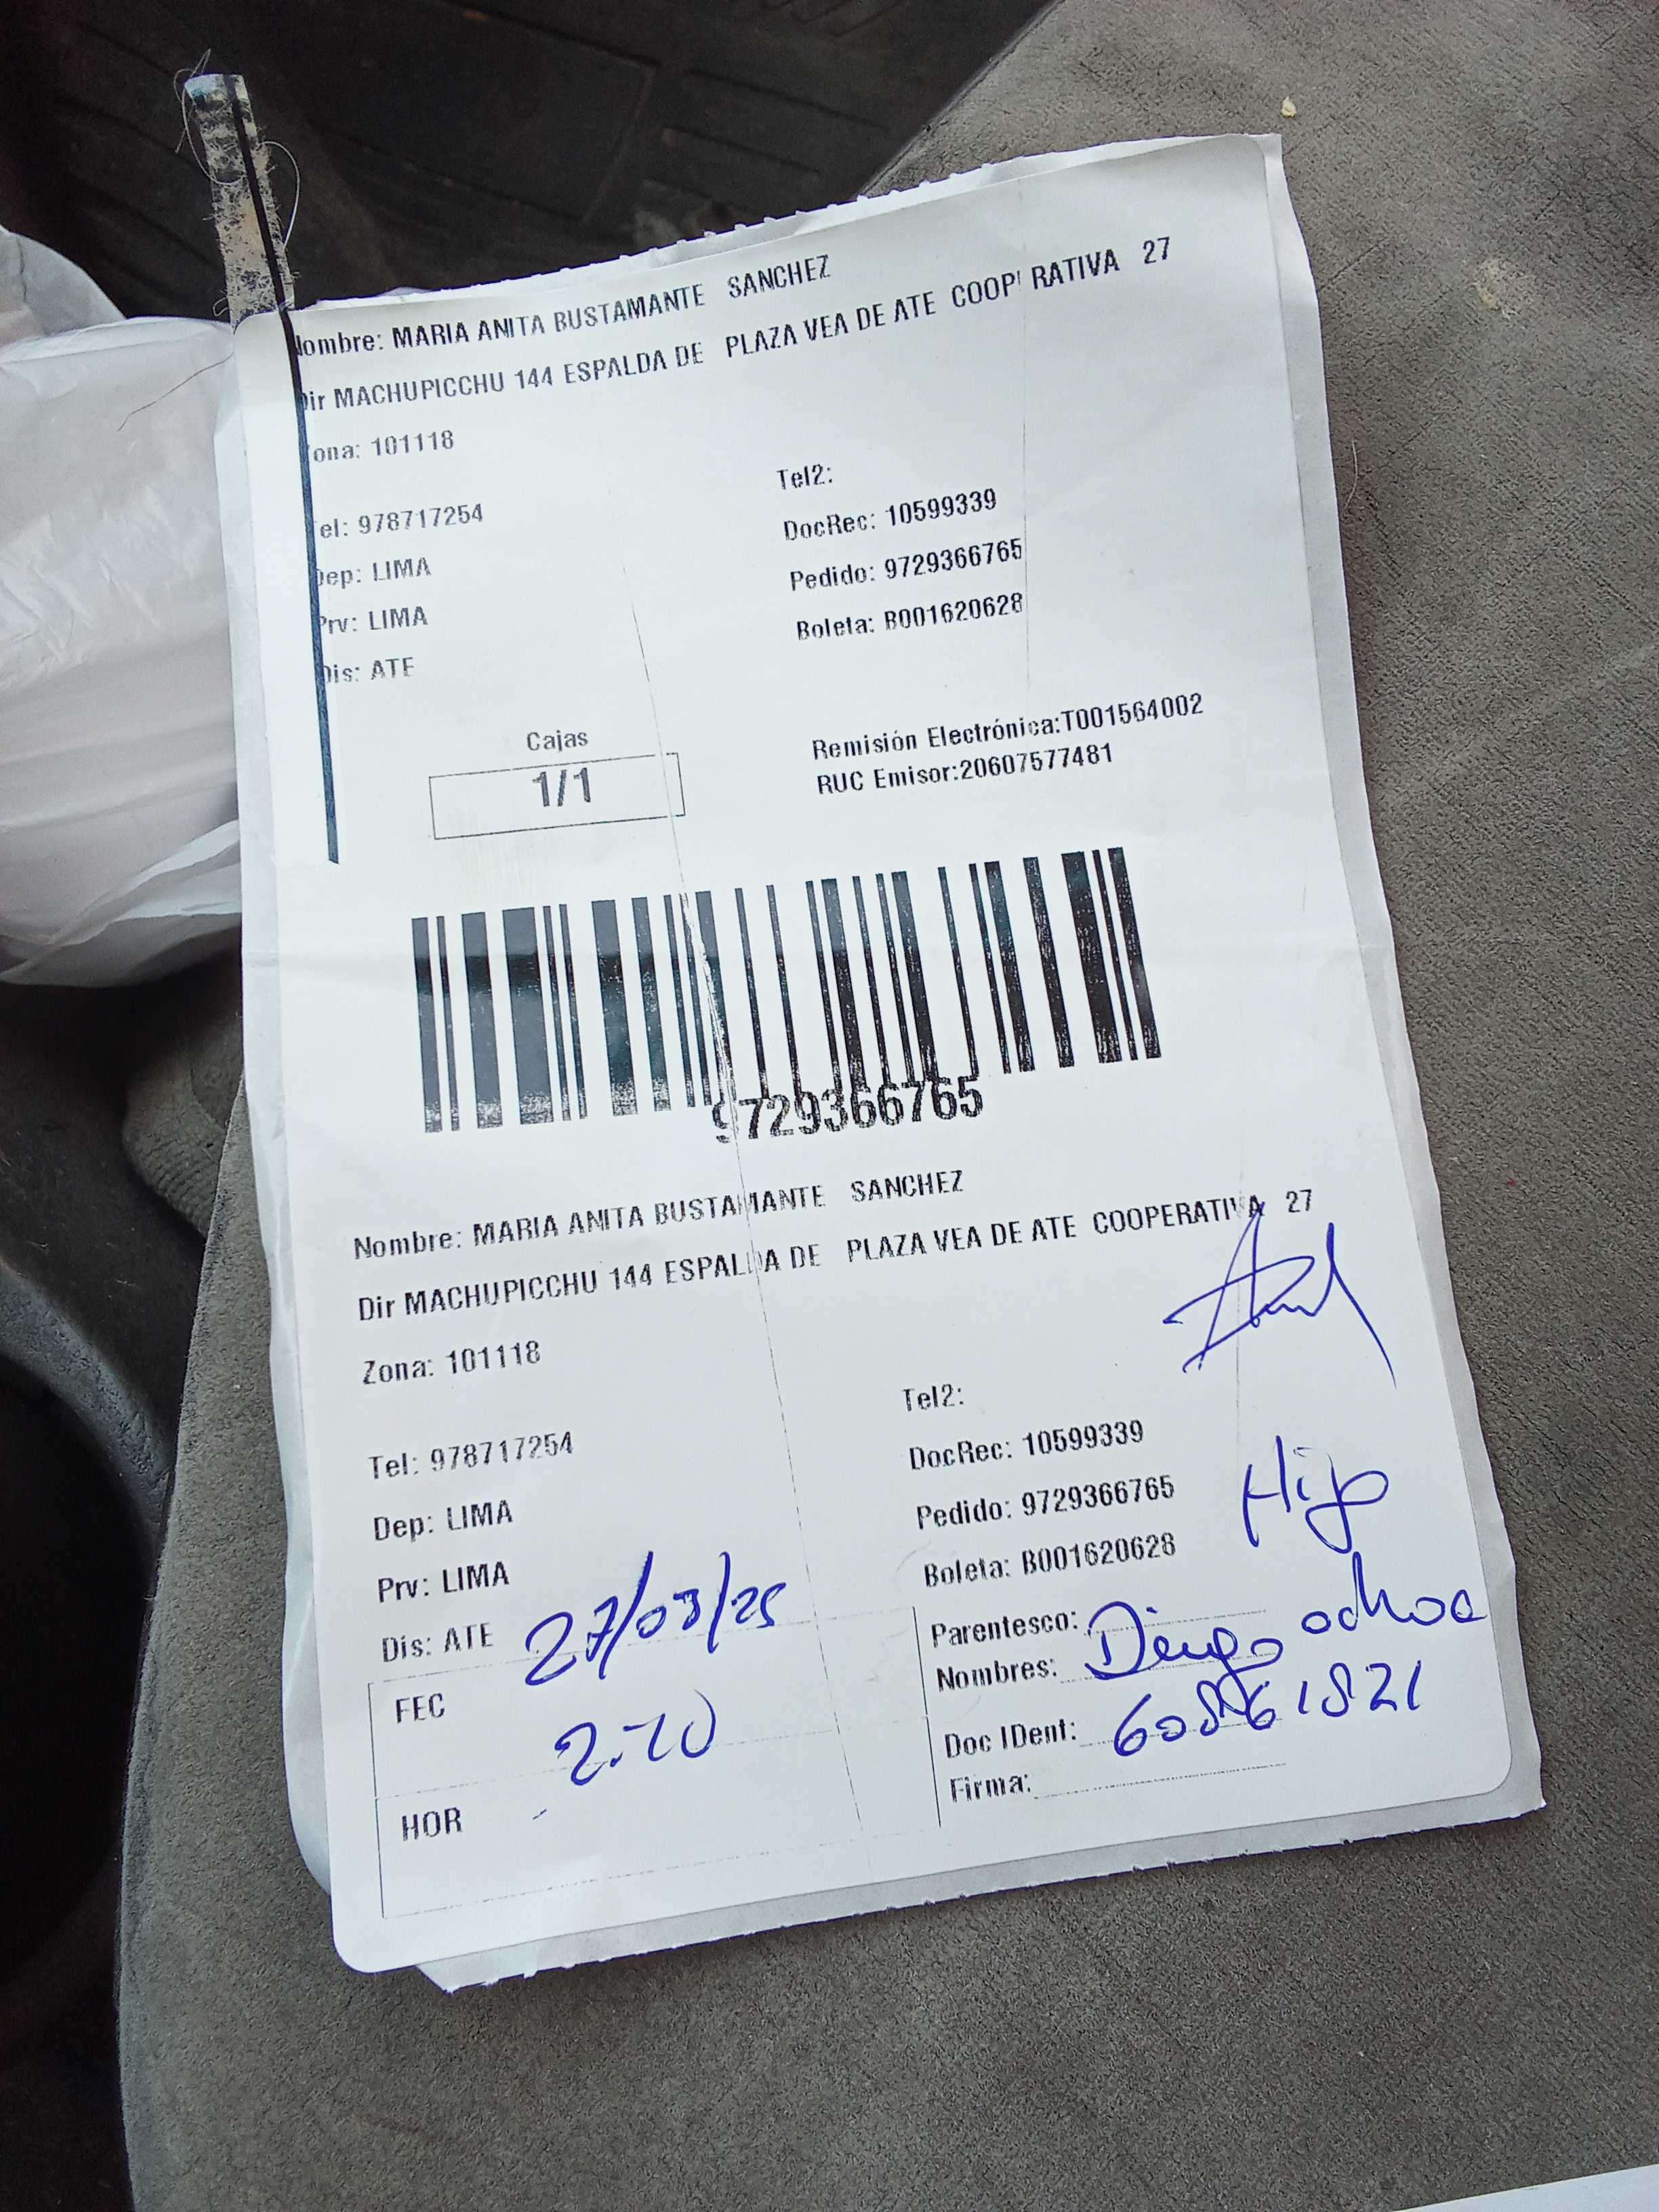 Nombre: MARIA ANITA BUSTAMANTE SANCHEZ
Dir MACHUPICCHU 144 ESPALDA DE PLAZA VEA DE ATE COOPERATIVA 27
Zona: 101118
Tel2:
Tel: 978717254
DocRec: 10599339
Dep: LIMA
Pedido: 9729366765
Prv: LIMA
Boleta: B001620628
Dis: ATE
Cajas
1/1
Remisión Electrónica:T001564002
RUC Emisor:20607577481
9729366765
Nombre: MARIA ANITA BUSTAMANTE SANCHEZ
Dir MACHUPICCHU 144 ESPALDA DE PLAZA VEA DE ATE COOPERATIVA 27
Zona: 101118
Tel2:
Tel: 978717254
DocRec: 10599339
Dep: LIMA
Pedido: 9729366765
Hijo
Prv: LIMA
Boleta: B001620628
Dis: ATE
27/03/25
Parentesco:
Nombres: Diego ochoa
FEC
2:20
Doc IDent: 60861821
Firma:
HOR